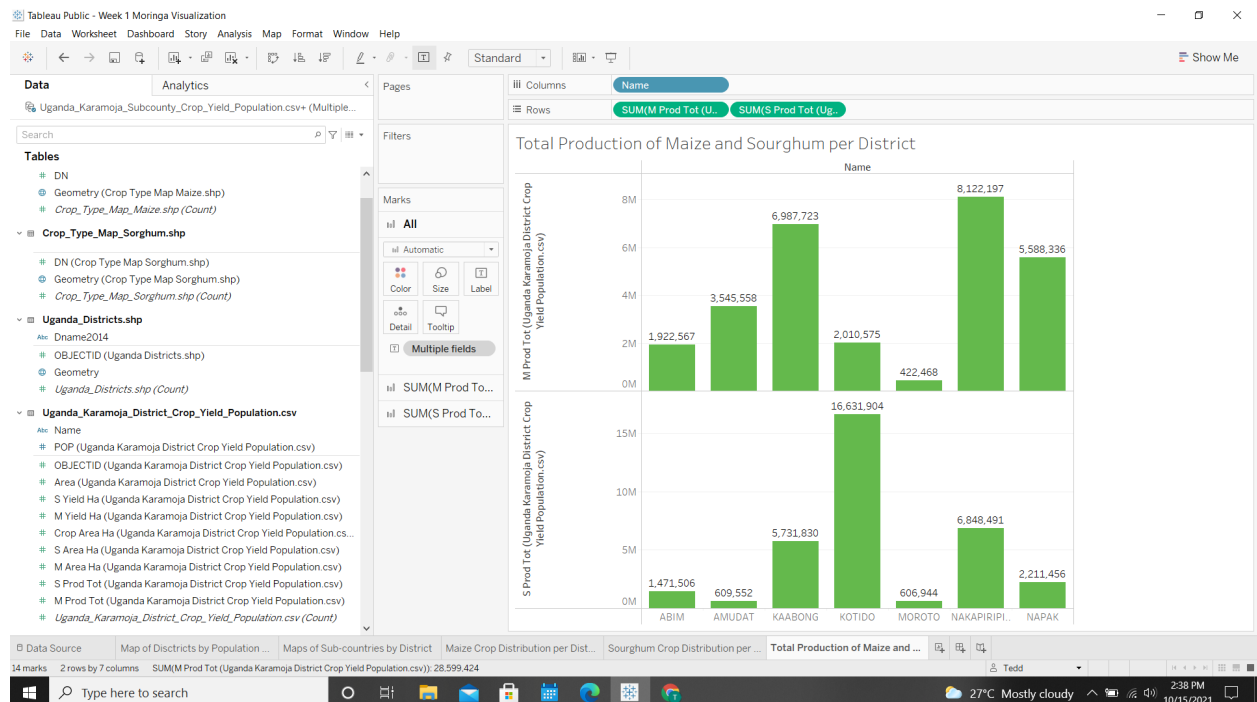 Tableau Public - Week 1 Moringa Visualization
File Data Worksheet Dashboard Story Analysis Map Format Window Help
Standard
Show Me
Data
Analytics
Uganda_Karamoja_Subcounty_Crop_Yield_Population.csv+ (Multiple...
Search
Tables
# DN
Geometry (Crop Type Map Maize.shp)
# Crop_Type_Map_Maize.shp (Count)
Crop_Type_Map_Sorghum.shp
# DN (Crop Type Map Sorghum.shp)
Geometry (Crop Type Map Sorghum.shp)
# Crop_Type_Map_Sorghum.shp (Count)
Uganda_Districts.shp
Abc Dname2014
# OBJECTID (Uganda Districts.shp)
Geometry
# Uganda_Districts.shp (Count)
Uganda_Karamoja_District_Crop_Yield_Population.csv
Abc Name
# POP (Uganda Karamoja District Crop Yield Population.csv)
# OBJECTID (Uganda Karamoja District Crop Yield Population.csv)
# Area (Uganda Karamoja District Crop Yield Population.csv)
# S Yield Ha (Uganda Karamoja District Crop Yield Population.csv)
# M Yield Ha (Uganda Karamoja District Crop Yield Population.csv)
# Crop Area Ha (Uganda Karamoja District Crop Yield Population.cs...
# S Area Ha (Uganda Karamoja District Crop Yield Population.csv)
# M Area Ha (Uganda Karamoja District Crop Yield Population.csv)
# S Prod Tot (Uganda Karamoja District Crop Yield Population.csv)
# M Prod Tot (Uganda Karamoja District Crop Yield Population.csv)
# Uganda_Karamoja_District_Crop_Yield_Population.csv (Count)
Pages
Filters
Marks
All
Automatic
Color Size Label
Detail Tooltip
Multiple fields
SUM(M Prod To...
SUM(S Prod To...
Columns
Name
Rows
SUM(M Prod Tot (U..
SUM(S Prod Tot (Ug..
Total Production of Maize and Sourghum per District
Name
M Prod Tot (Uganda Karamoja District Crop
Yield Population.csv)
8M
6M
4M
2M
0M
1,922,567
3,545,558
6,987,723
2,010,575
422,468
8,122,197
5,588,336
S Prod Tot (Uganda Karamoja District Crop
Yield Population.csv)
15M
10M
5M
0M
1,471,506
609,552
5,731,830
16,631,904
606,944
6,848,491
2,211,456
ABIM AMUDAT KAABONG KOTIDO MOROTO NAKAPIRIPI.. NAPAK
Data Source
Map of Disctricts by Population ...
Maps of Sub-countries by District
Maize Crop Distribution per Dist...
Sourghum Crop Distribution per ...
Total Production of Maize and ...
14 marks 2 rows by 7 columns SUM(M Prod Tot (Uganda Karamoja District Crop Yield Population.csv)): 28,599,424
Tedd
Type here to search
27°C Mostly cloudy
2:38 PM
10/15/2021